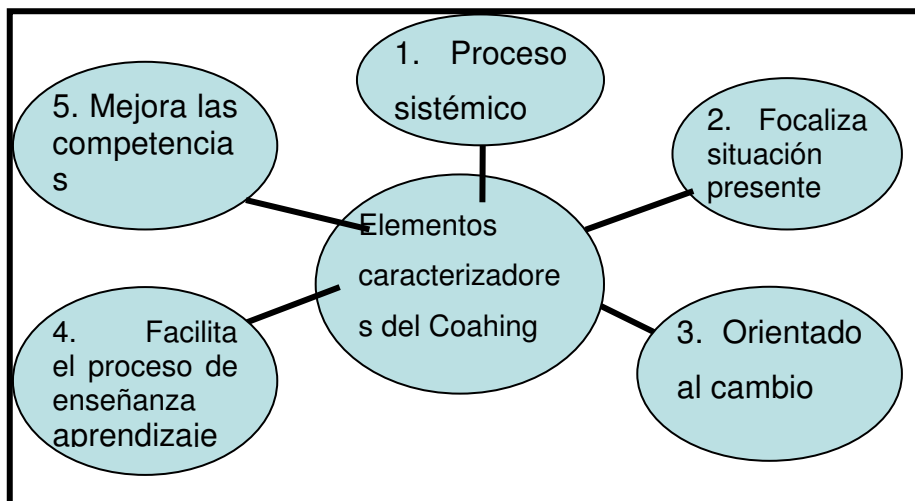 1. Proceso
sistémico
2. Focaliza
situación
presente
3. Orientado
al cambio
4. Facilita
el proceso de
enseñanza
aprendizaje
5. Mejora las
competencia
s
Elementos
caracterizadore
s del Coahing